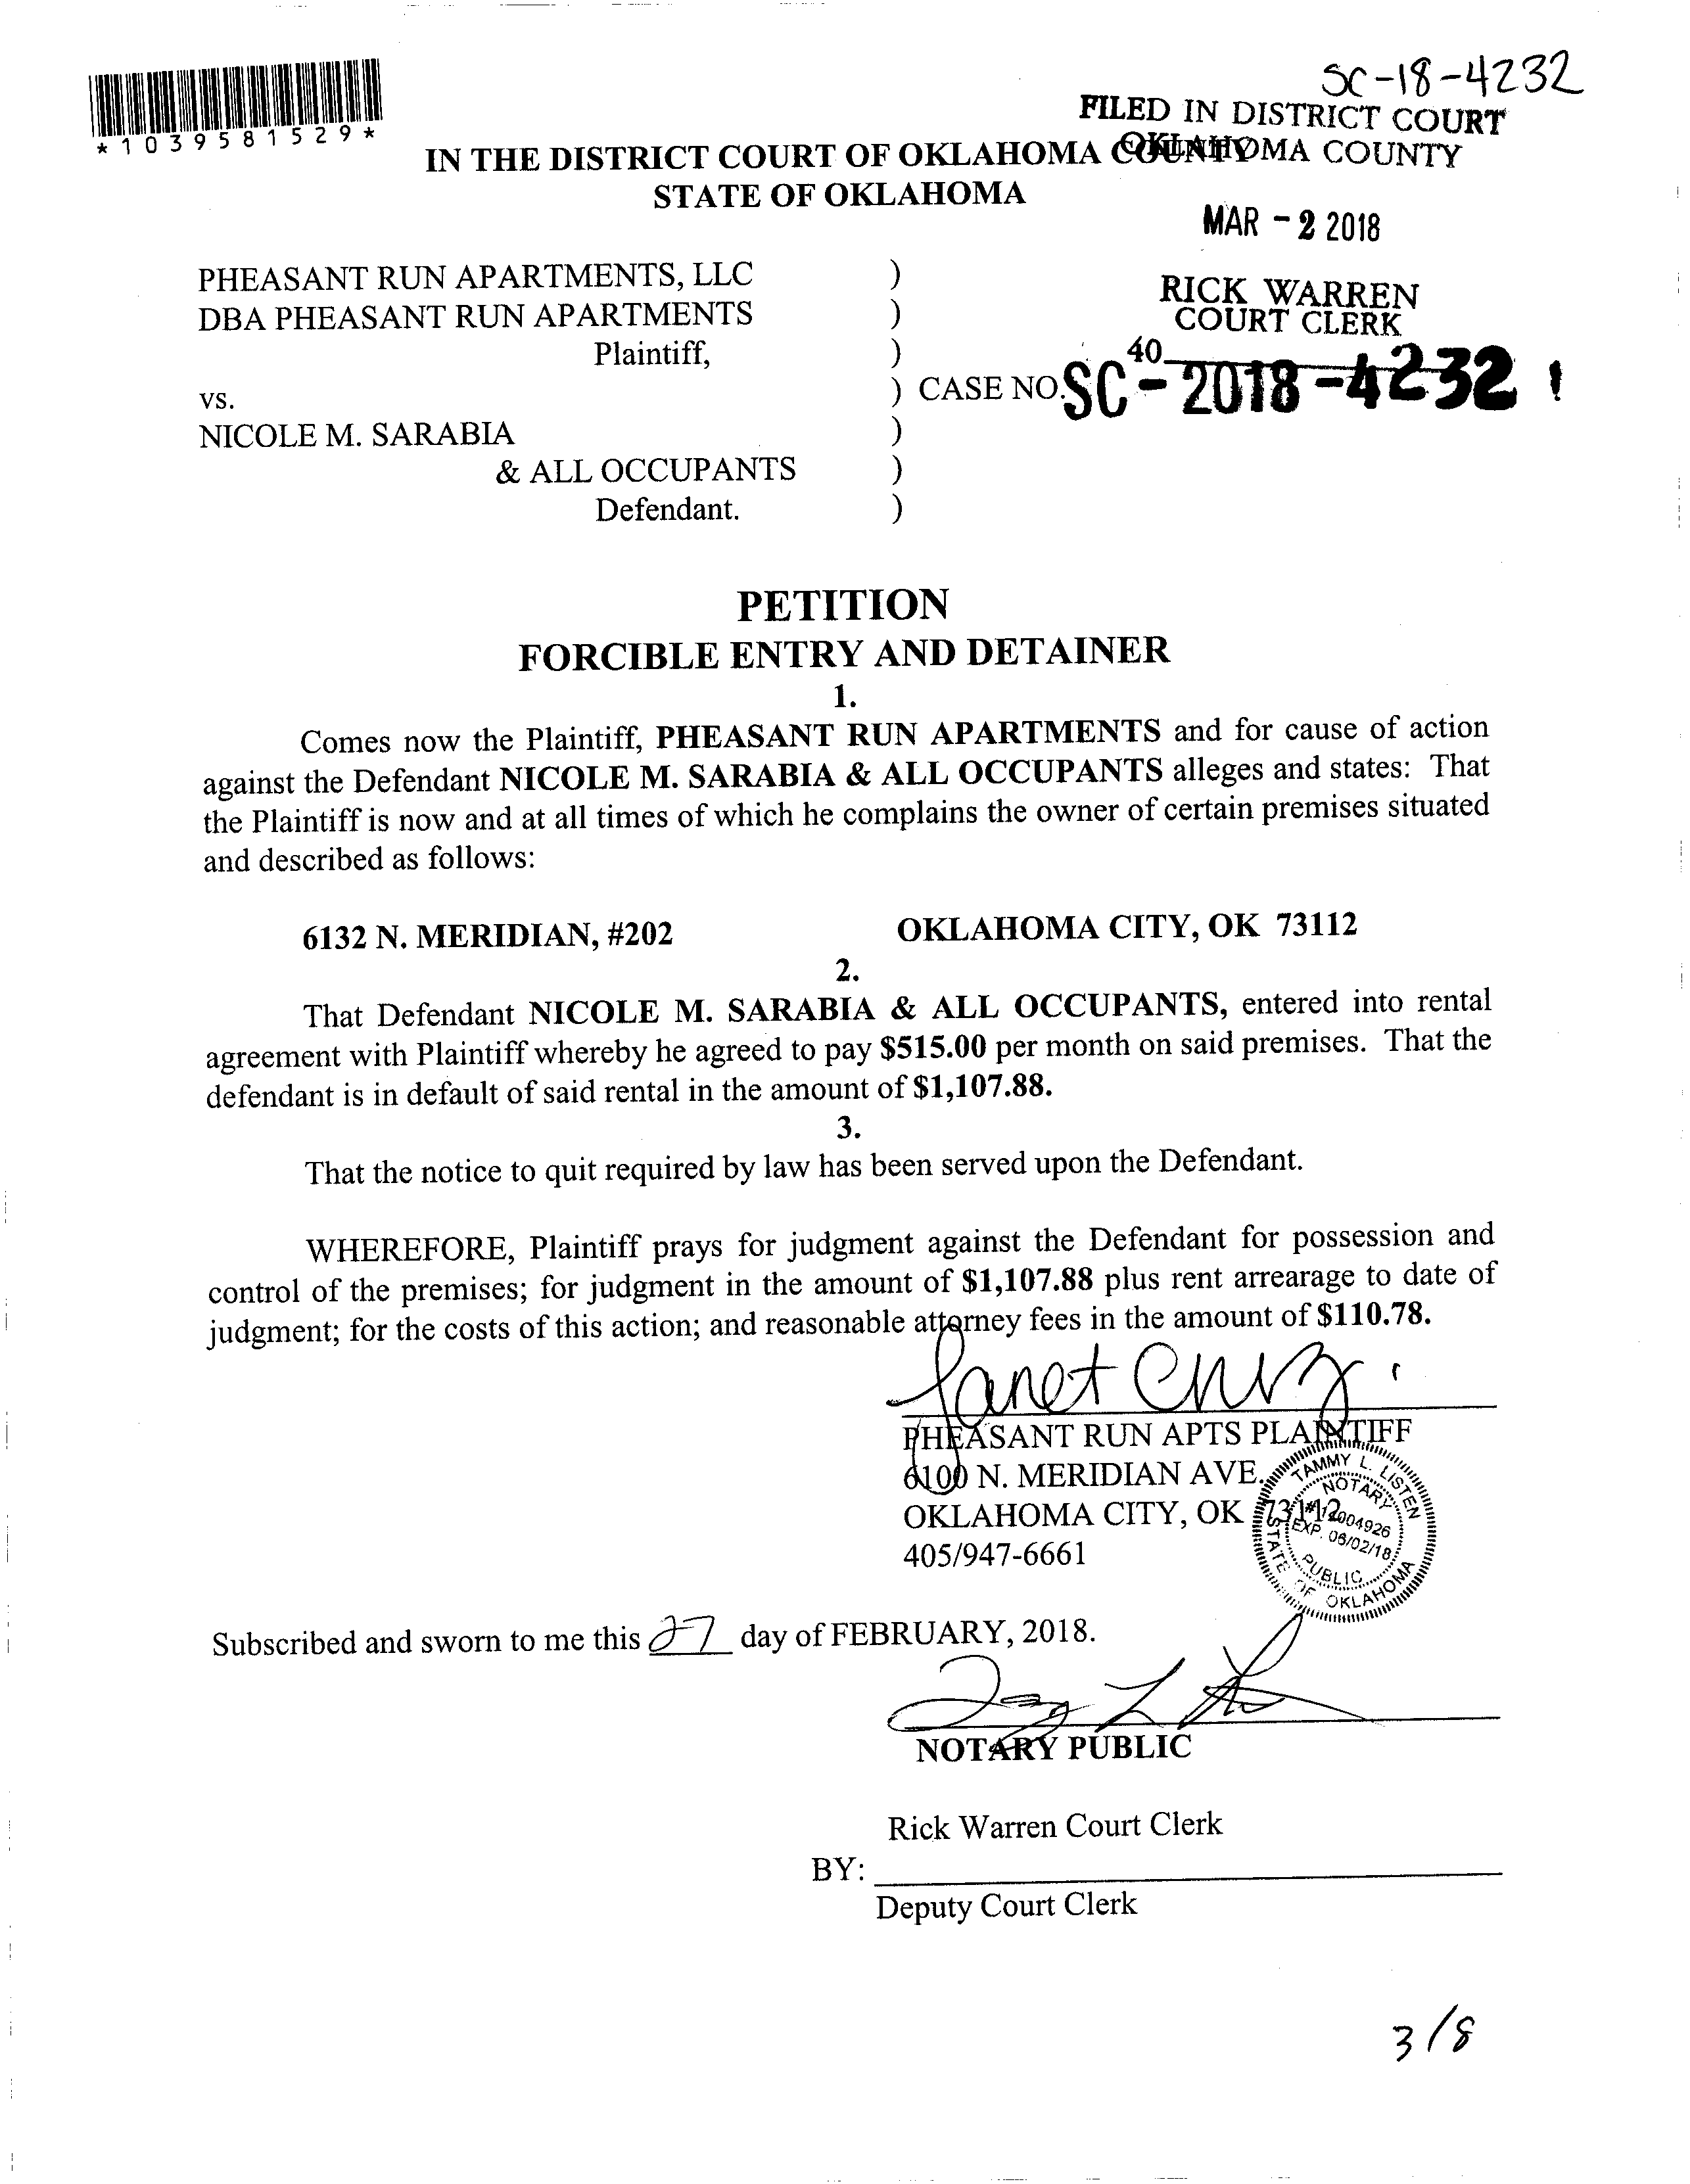 SC-18-4232
*1039581529*
FILED IN DISTRICT COURT
OKLAHOMA COUNTY
IN THE DISTRICT COURT OF OKLAHOMA COUNTY
STATE OF OKLAHOMA
MAR - 2 2018
RICK WARREN
COURT CLERK
40
PHEASANT RUN APARTMENTS, LLC )
DBA PHEASANT RUN APARTMENTS )
Plaintiff, )
) CASE NO. SC-2018-4232
vs.
NICOLE M. SARABIA )
& ALL OCCUPANTS )
Defendant. )
PETITION
FORCIBLE ENTRY AND DETAINER
1.
Comes now the Plaintiff, PHEASANT RUN APARTMENTS and for cause of action
against the Defendant NICOLE M. SARABIA & ALL OCCUPANTS alleges and states: That
the Plaintiff is now and at all times of which he complains the owner of certain premises situated
and described as follows:
6132 N. MERIDIAN, #202 OKLAHOMA CITY, OK 73112
2.
That Defendant NICOLE M. SARABIA & ALL OCCUPANTS, entered into rental
agreement with Plaintiff whereby he agreed to pay $515.00 per month on said premises. That the
defendant is in default of said rental in the amount of $1,107.88.
3.
That the notice to quit required by law has been served upon the Defendant.
WHEREFORE, Plaintiff prays for judgment against the Defendant for possession and
control of the premises; for judgment in the amount of $1,107.88 plus rent arrearage to date of
judgment; for the costs of this action; and reasonable attorney fees in the amount of $110.78.
Janet Cruz
PHEASANT RUN APTS PLAINTIFF
6100 N. MERIDIAN AVE.
OKLAHOMA CITY, OK 73112
405/947-6661
TAMMY L. LISTEN
NOTARY
EXP. 06/02/18
PUBLIC
STATE OF OKLAHOMA
Subscribed and sworn to me this 27 day of FEBRUARY, 2018.
NOTARY PUBLIC
Rick Warren Court Clerk
BY:
Deputy Court Clerk
3/8